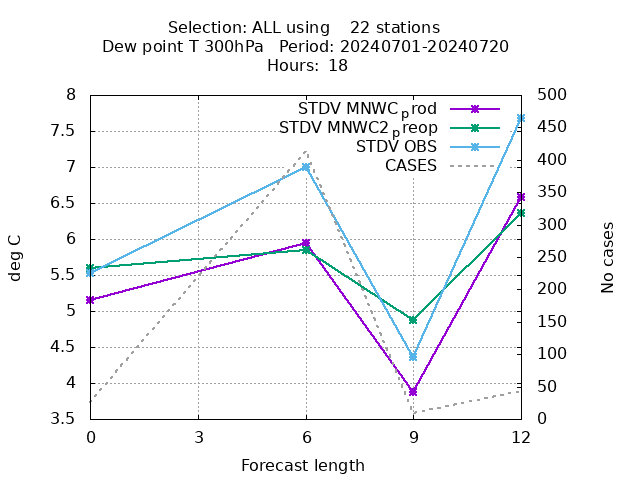 Selection: ALL using    22 stations
Dew point T 300hPa   Period: 20240701-20240720
Hours:  18
STDV MNWC_prod
STDV MNWC2_preop
STDV OBS
CASES
8
7.5
7
6.5
6
5.5
5
4.5
4
3.5
deg C
500
450
400
350
300
250
200
150
100
50
0
No cases
0 3 6 9 12
Forecast length